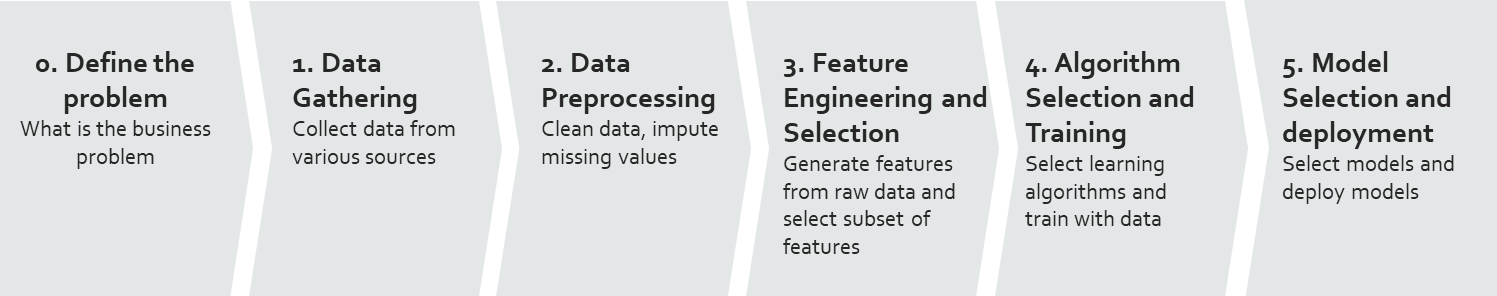 0. Define the
problem
What is the business
problem
1. Data
Gathering
Collect data from
various sources
2. Data
Preprocessing
Clean data, impute
missing values
3. Feature
Engineering and
Selection
Generate features
from raw data and
select subset of
features
4. Algorithm
Selection and
Training
Select learning
algorithms and
train with data
5. Model
Selection and
deployment
Select models and
deploy models